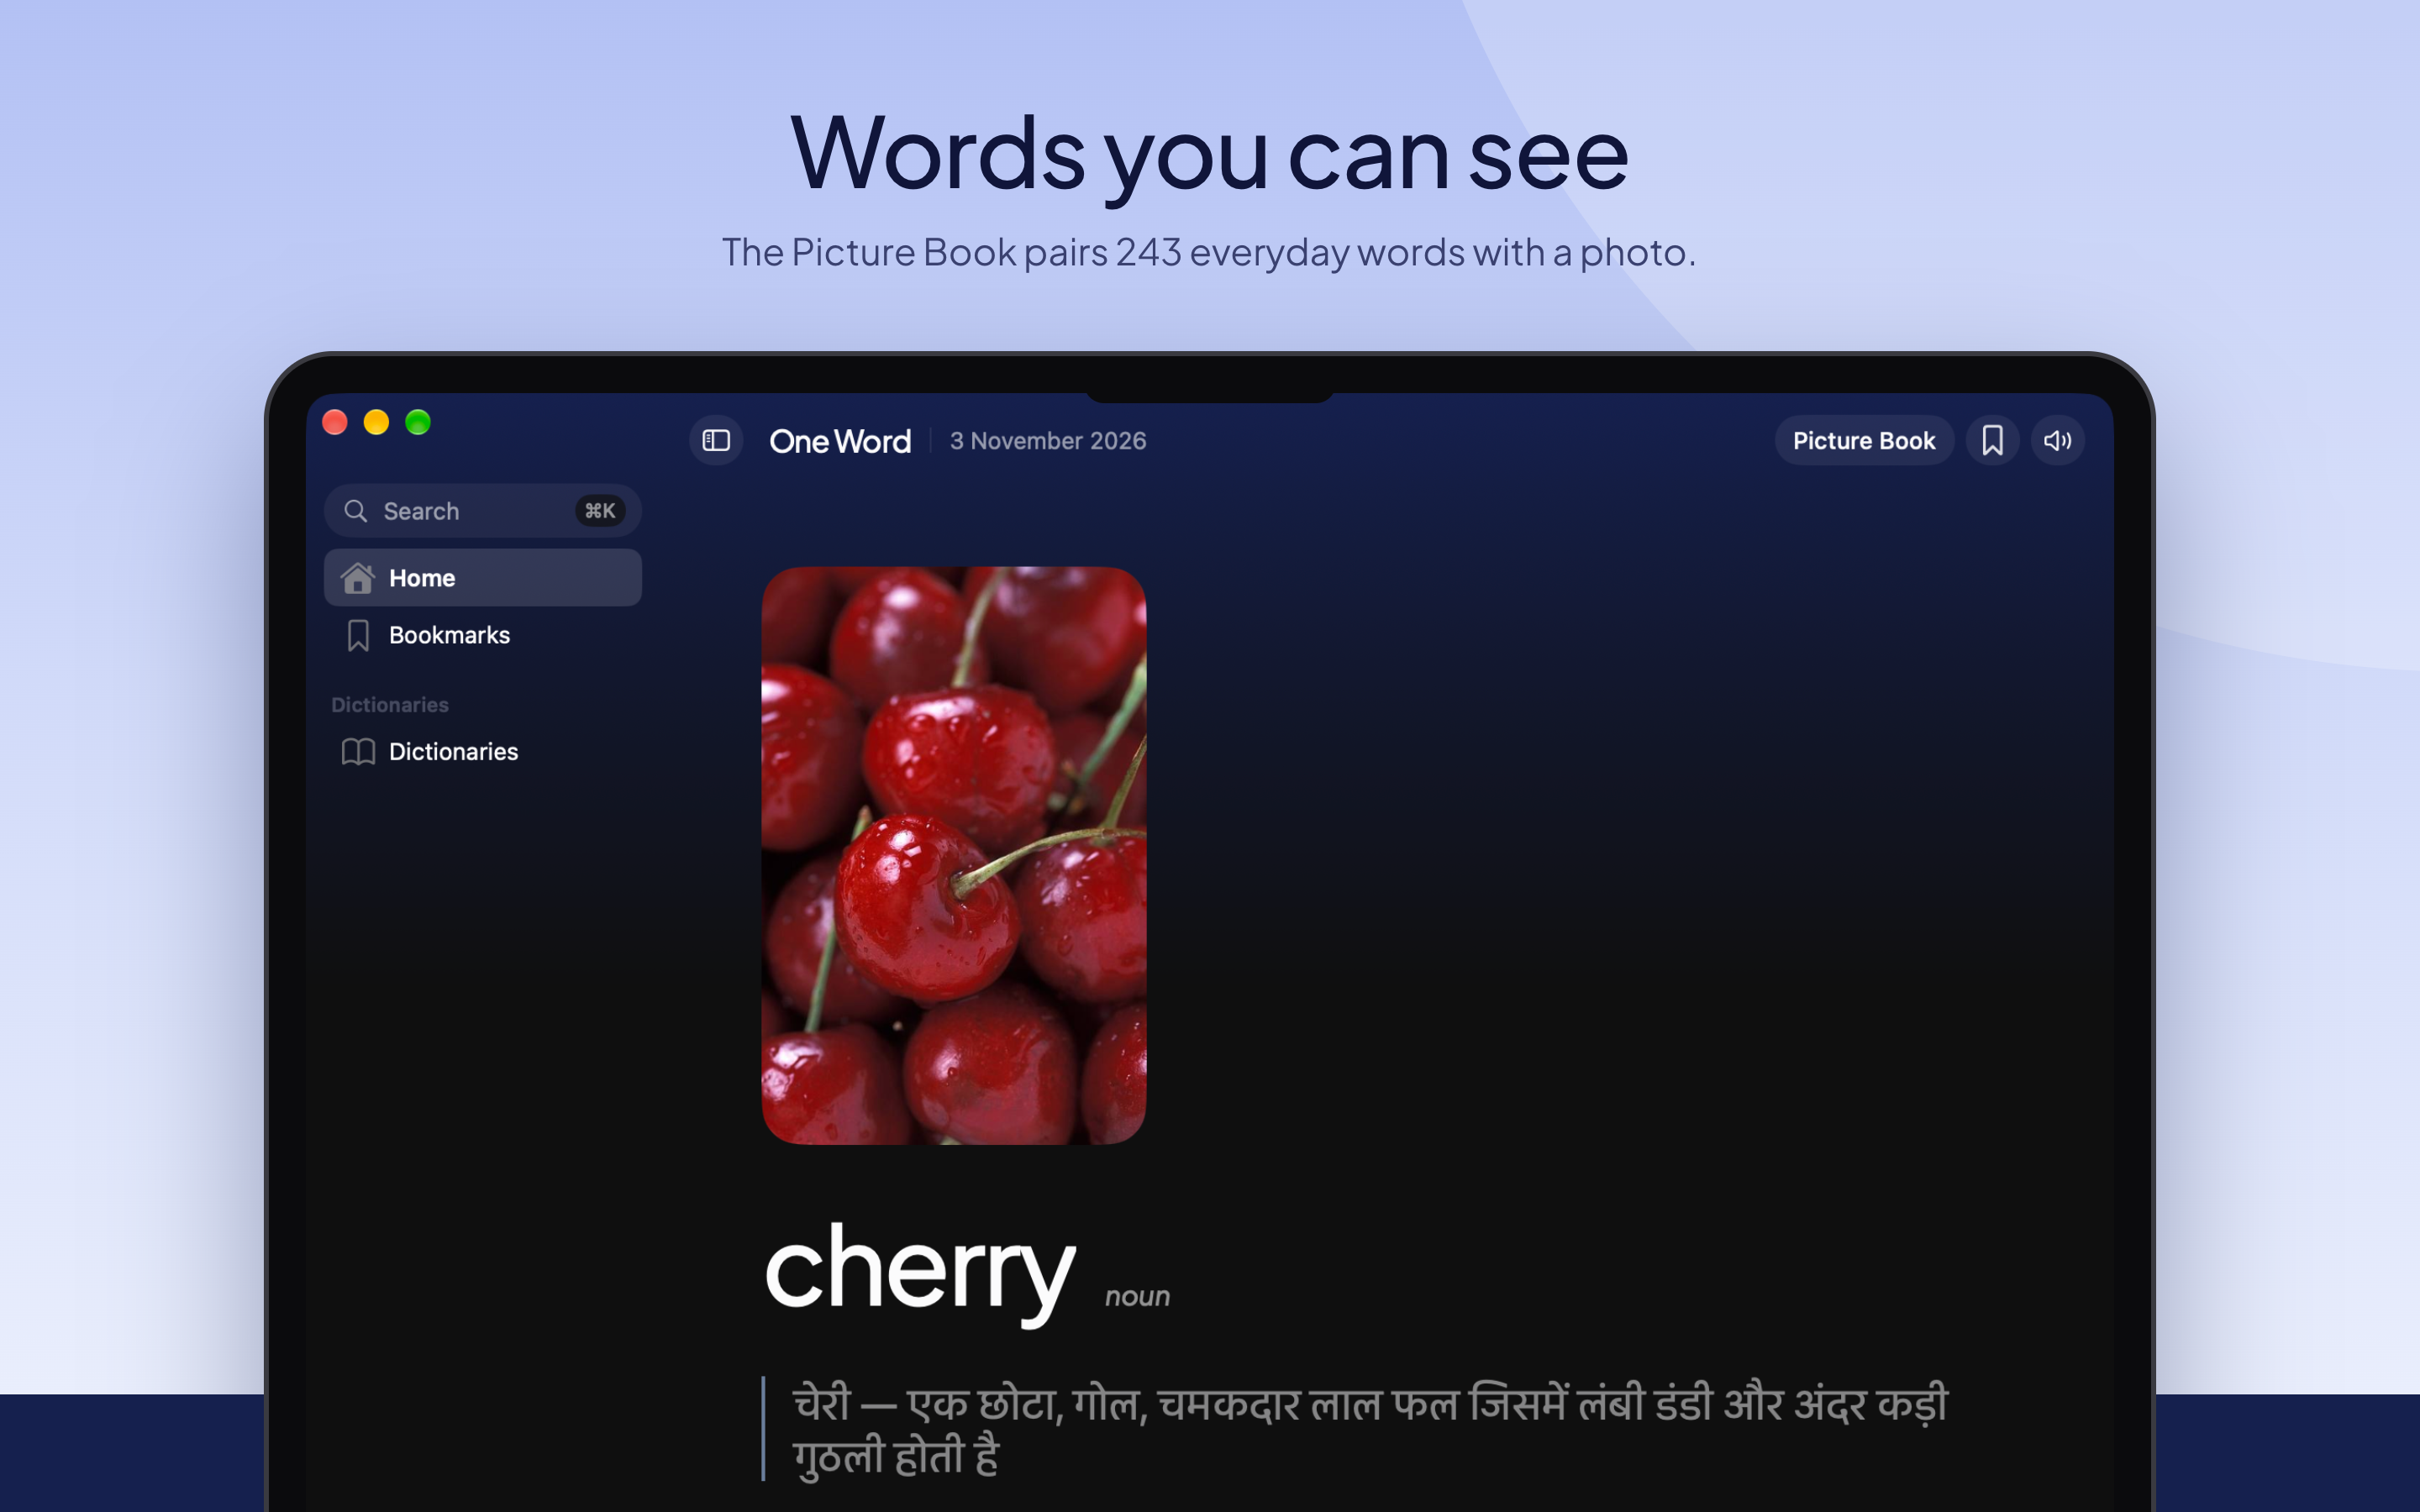 Words you can see
The Picture Book pairs 243 everyday words with a photo.
One Word 3 November 2026 Picture Book
Search ⌘K
Home
Bookmarks
Dictionaries
Dictionaries
cherry noun
चेरी — एक छोटा, गोल, चमकदार लाल फल जिसमें लंबी डंडी और अंदर कड़ी
गुठली होती है